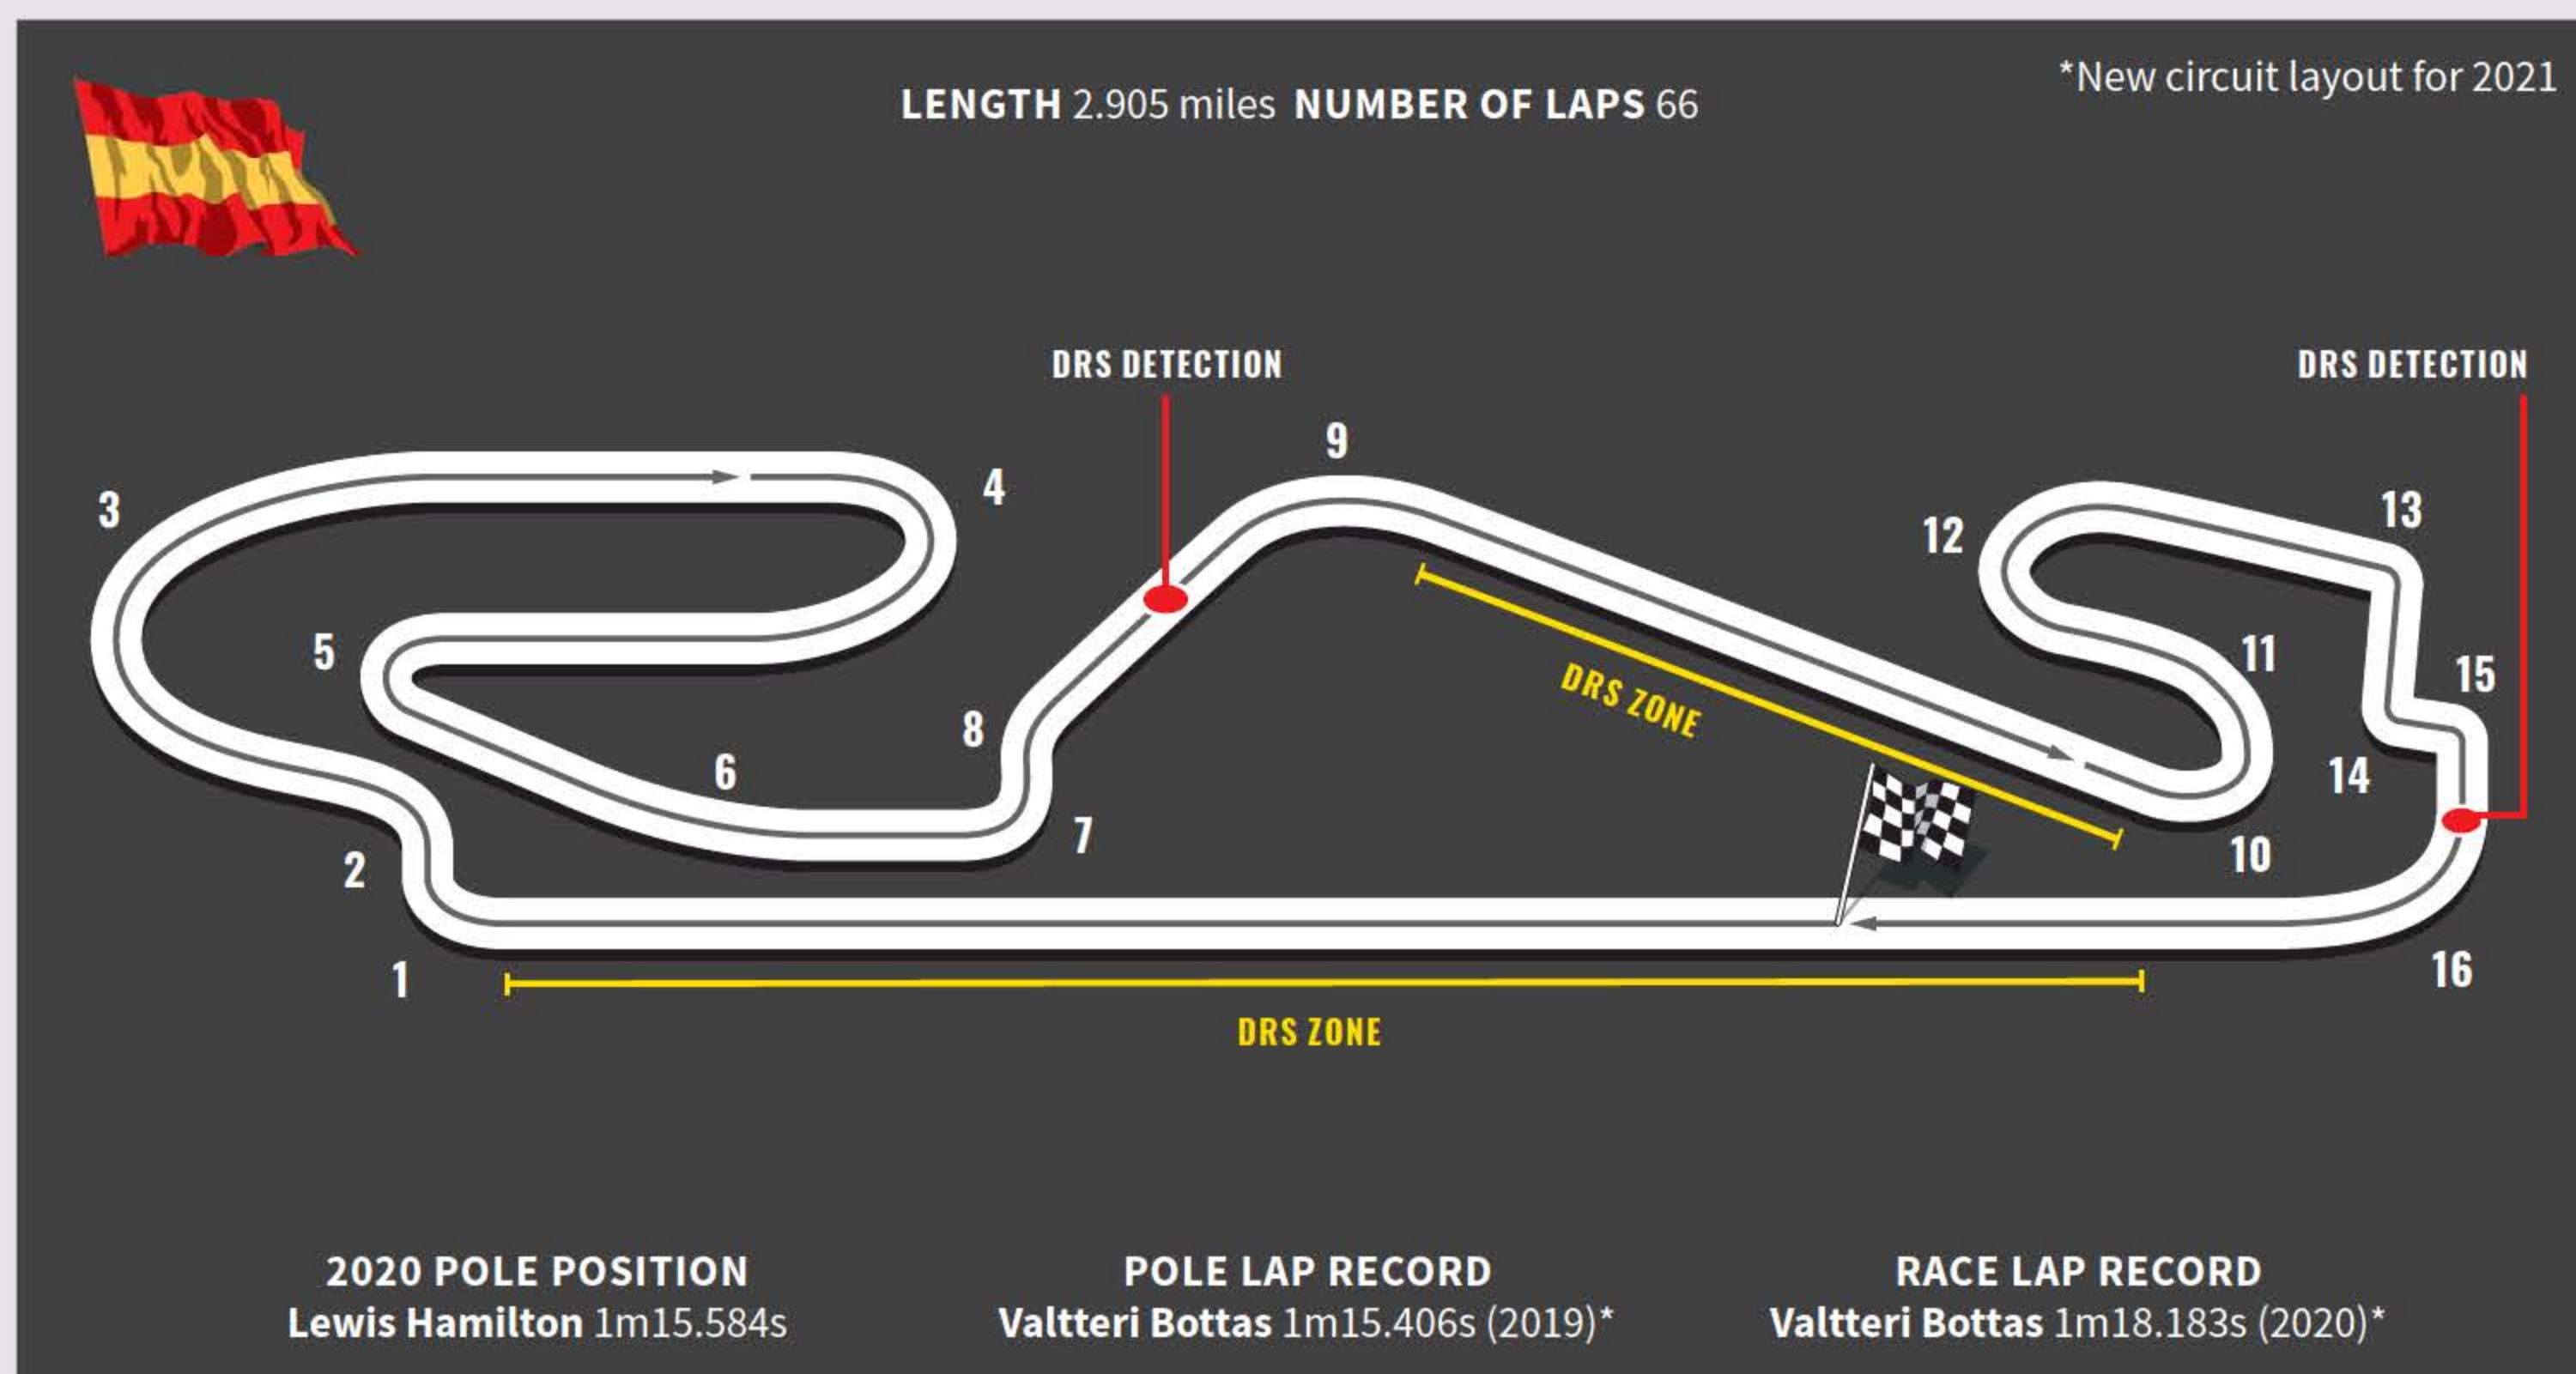 *New circuit layout for 2021
LENGTH 2.905 miles NUMBER OF LAPS 66
DRS DETECTION
DRS DETECTION
9
4
3
13
12
5
11
15
DRS ZONE
8
6
14
7
10
2
1
16
DRS ZONE
2020 POLE POSITION
Lewis Hamilton 1m15.584s
POLE LAP RECORD
Valtteri Bottas 1m15.406s (2019)*
RACE LAP RECORD
Valtteri Bottas 1m18.183s (2020)*